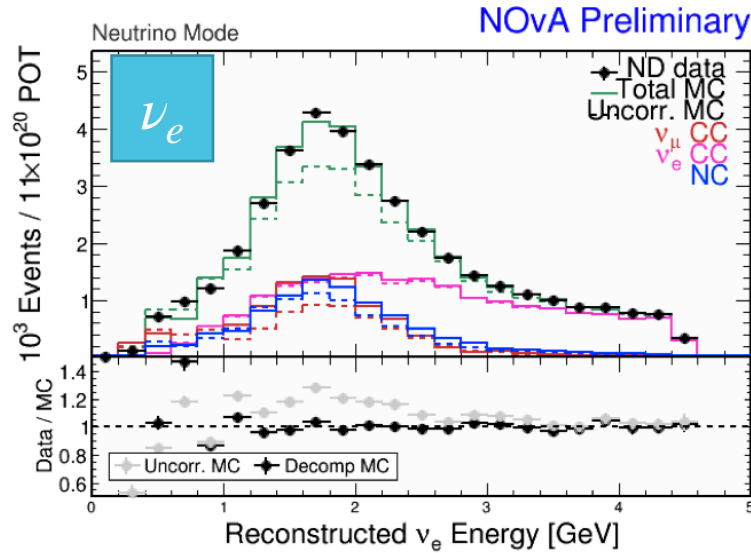 Neutrino Mode
NOvA Preliminary
νe
ND data
Total MC
Uncorr. MC
νμ CC
νe CC
NC
10³ Events / 11×10²⁰ POT
5
4
3
2
1
Data / MC
1.4
1.2
1
0.8
0.6
Uncorr. MC
Decomp MC
0
1
2
3
4
5
Reconstructed νe Energy [GeV]